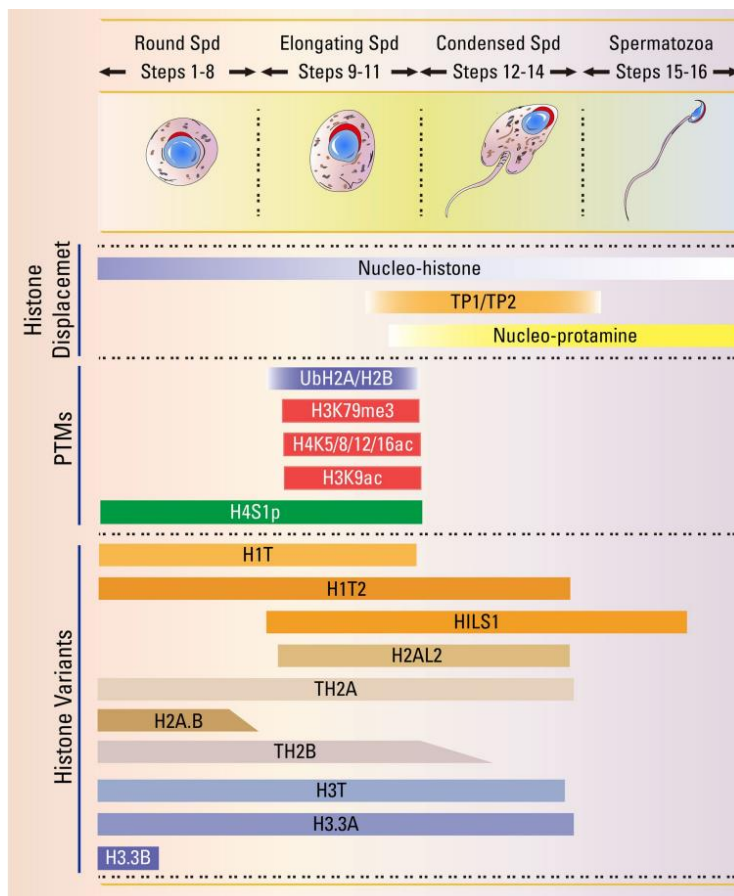 Round Spd
Steps 1-8
Elongating Spd
Steps 9-11
Condensed Spd
Steps 12-14
Spermatozoa
Steps 15-16
Histone
Displacemet
Nucleo-histone
TP1/TP2
Nucleo-protamine
PTMs
UbH2A/H2B
H3K79me3
H4K5/8/12/16ac
H3K9ac
H4S1p
Histone Variants
H1T
H1T2
HILS1
H2AL2
TH2A
H2A.B
TH2B
H3T
H3.3A
H3.3B